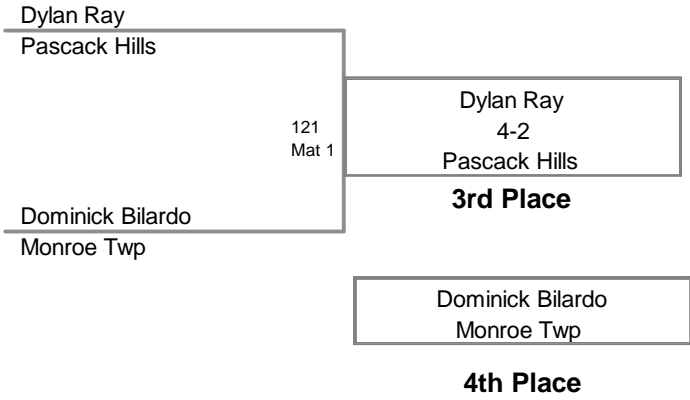 Dylan Ray
Pascack Hills
121
Mat 1
Dylan Ray
4-2
Pascack Hills
3rd Place
Dominick Bilardo
Monroe Twp
Dominick Bilardo
Monroe Twp
4th Place